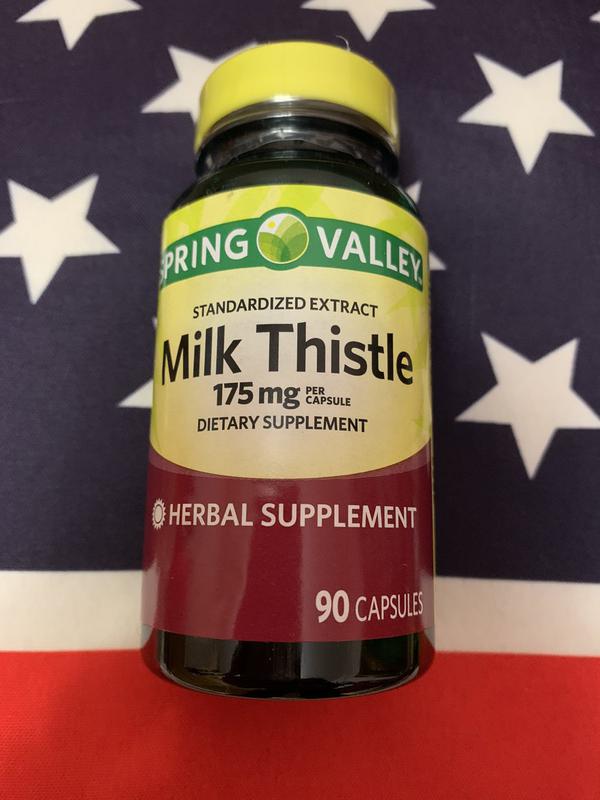 SPRING VALLEY
STANDARDIZED EXTRACT
Milk Thistle
175 mg PER CAPSULE
DIETARY SUPPLEMENT
HERBAL SUPPLEMENT
90 CAPSULES